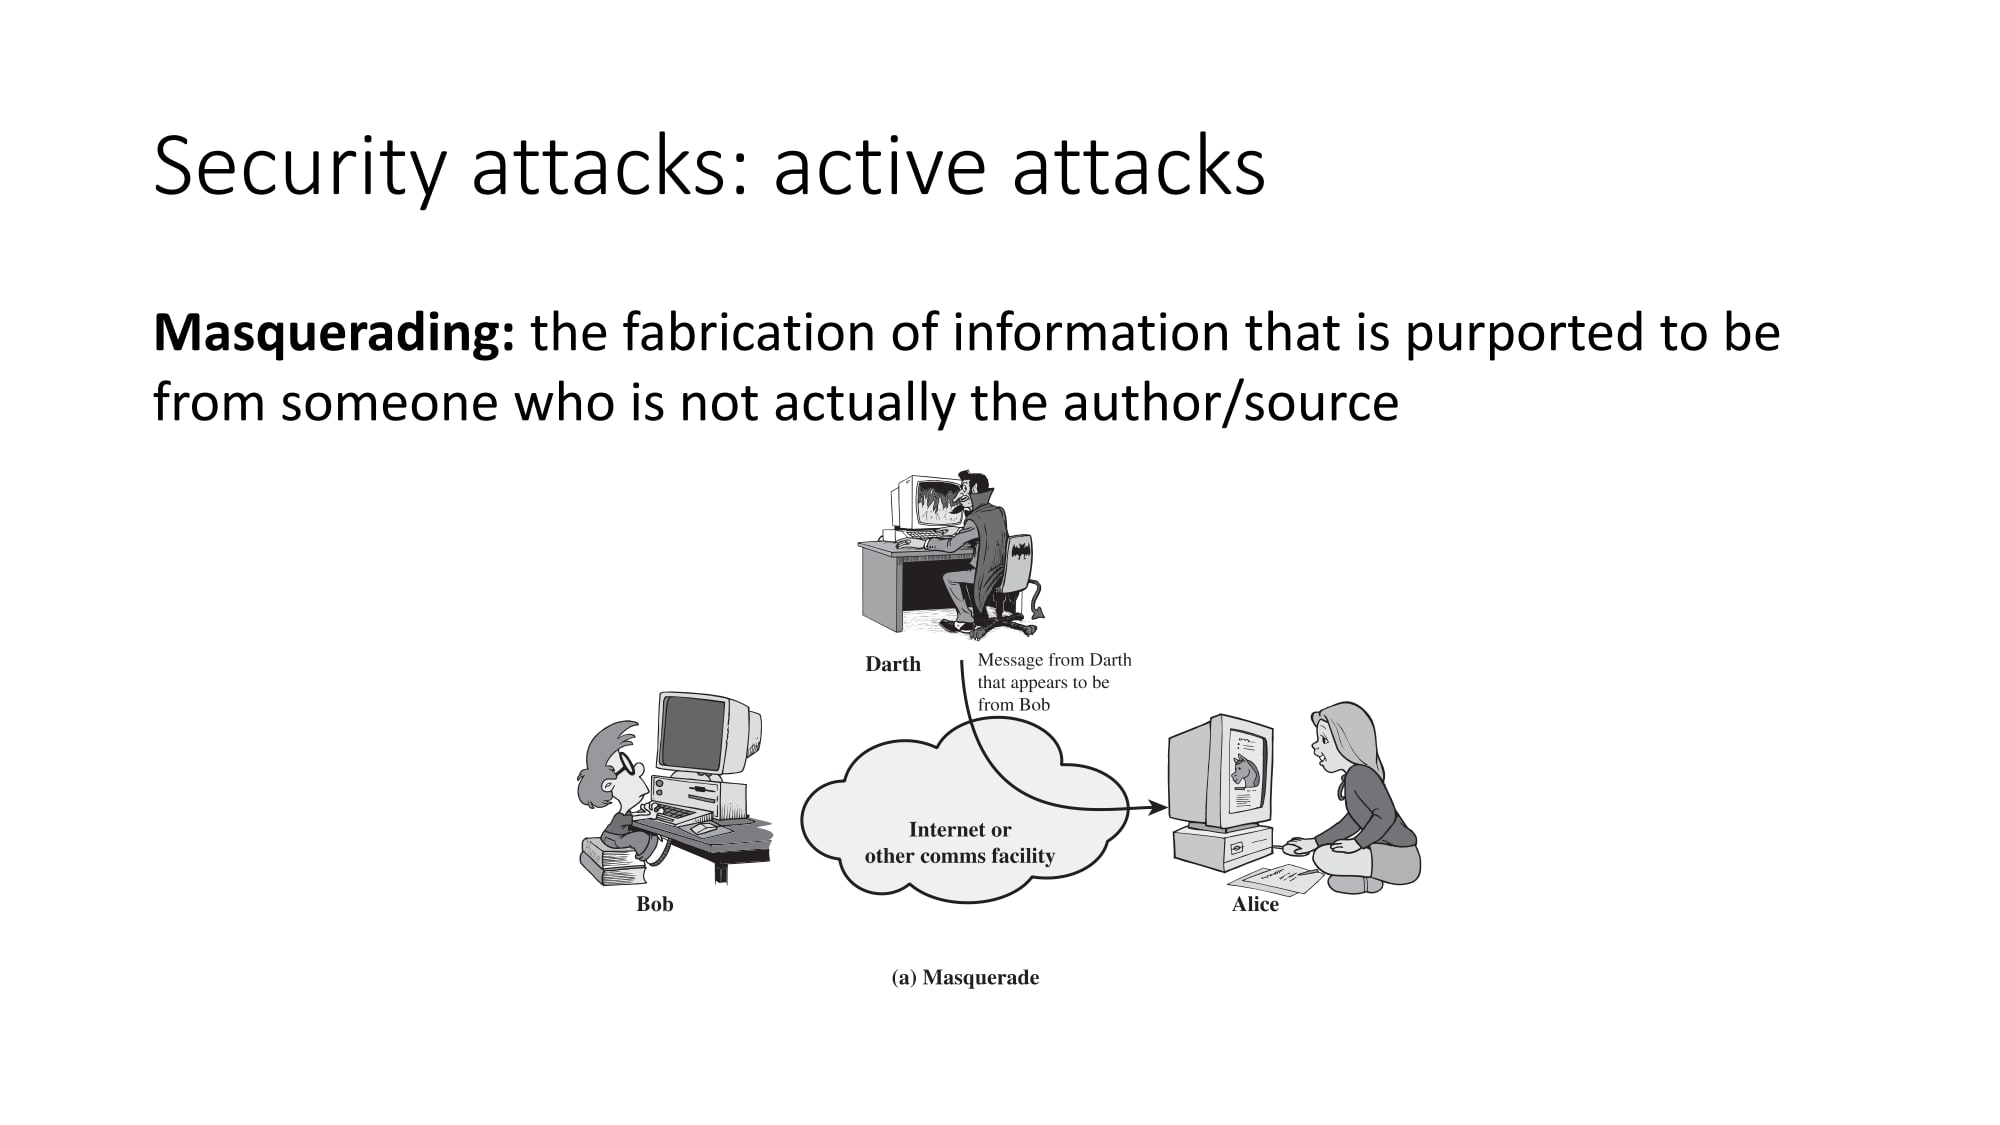 Security attacks: active attacks
Masquerading: the fabrication of information that is purported to be
from someone who is not actually the author/source
Darth
Message from Darth
that appears to be
from Bob
Internet or
other comms facility
Bob
Alice
(a) Masquerade